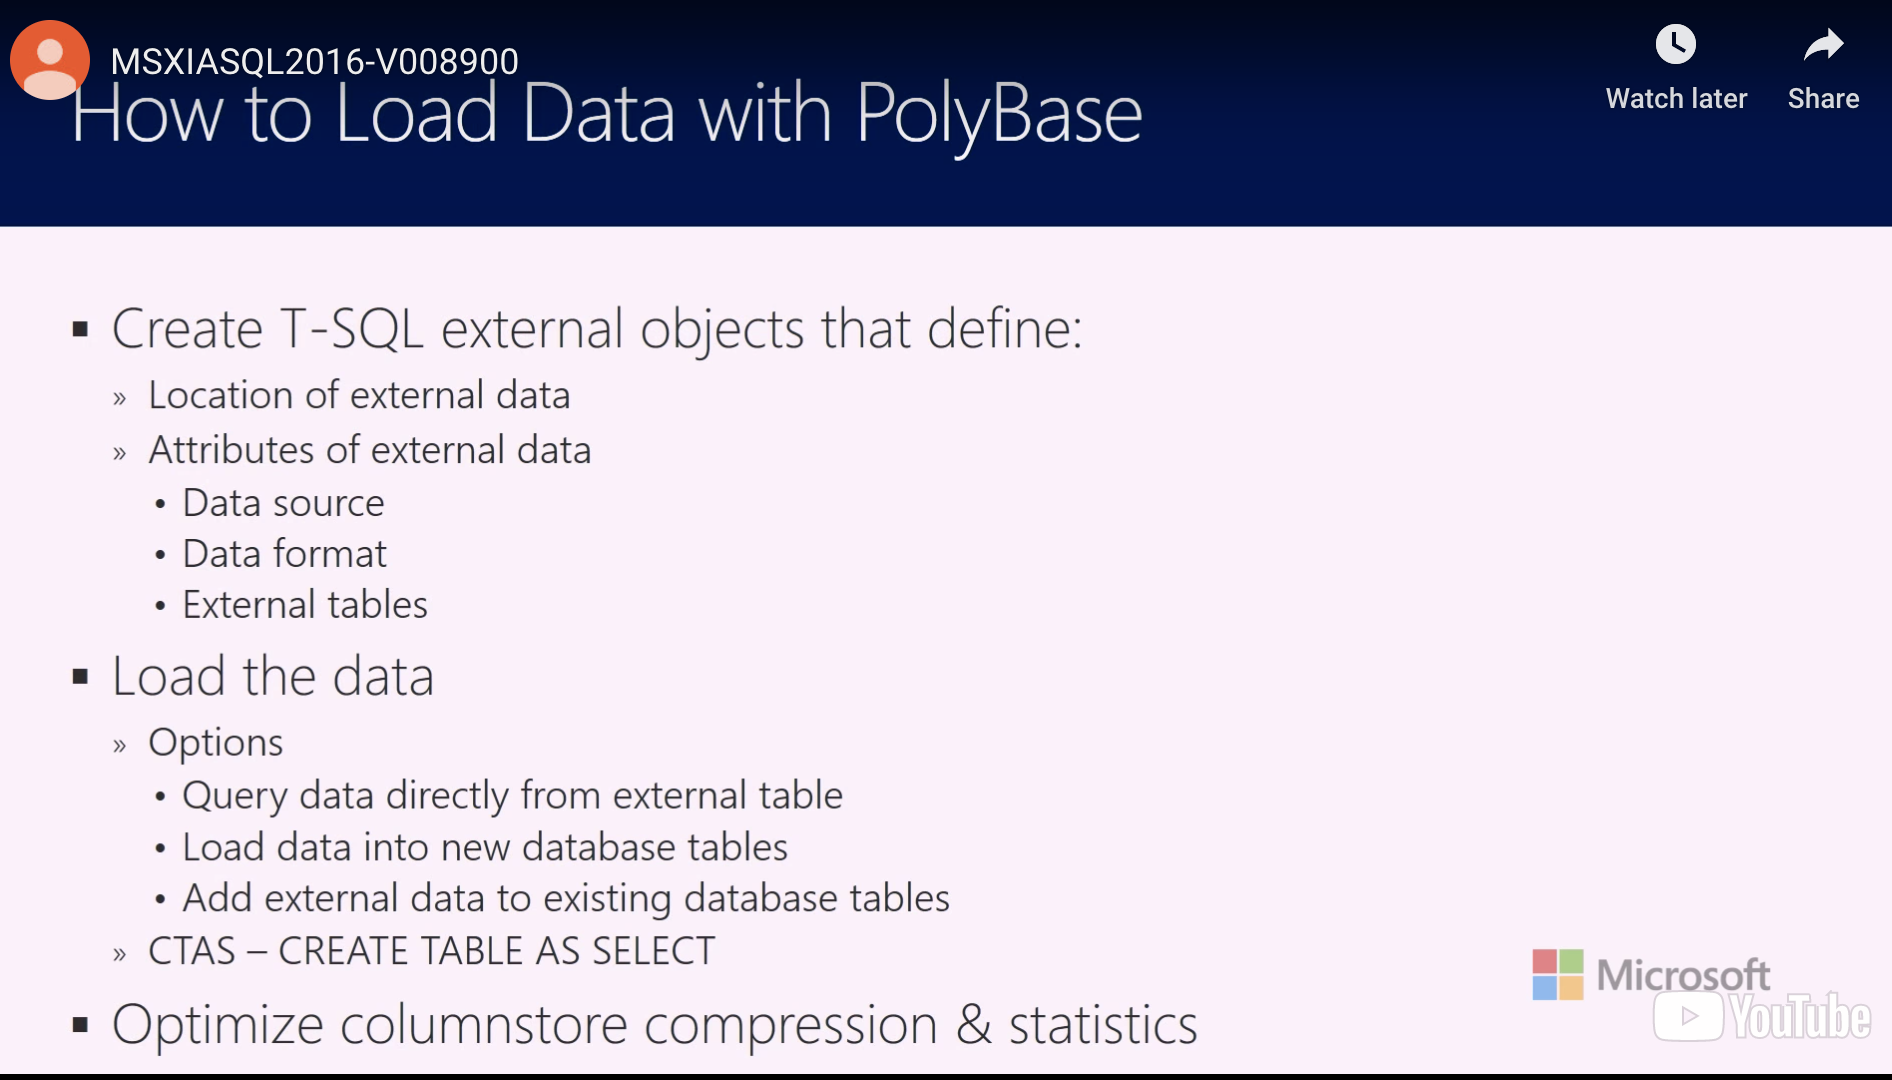 MSXIASQL2016-V008900
Watch later
Share
How to Load Data with PolyBase
▪ Create T-SQL external objects that define:
» Location of external data
» Attributes of external data
• Data source
• Data format
• External tables
▪ Load the data
» Options
• Query data directly from external table
• Load data into new database tables
• Add external data to existing database tables
» CTAS – CREATE TABLE AS SELECT
▪ Optimize columnstore compression & statistics
Microsoft
YouTube